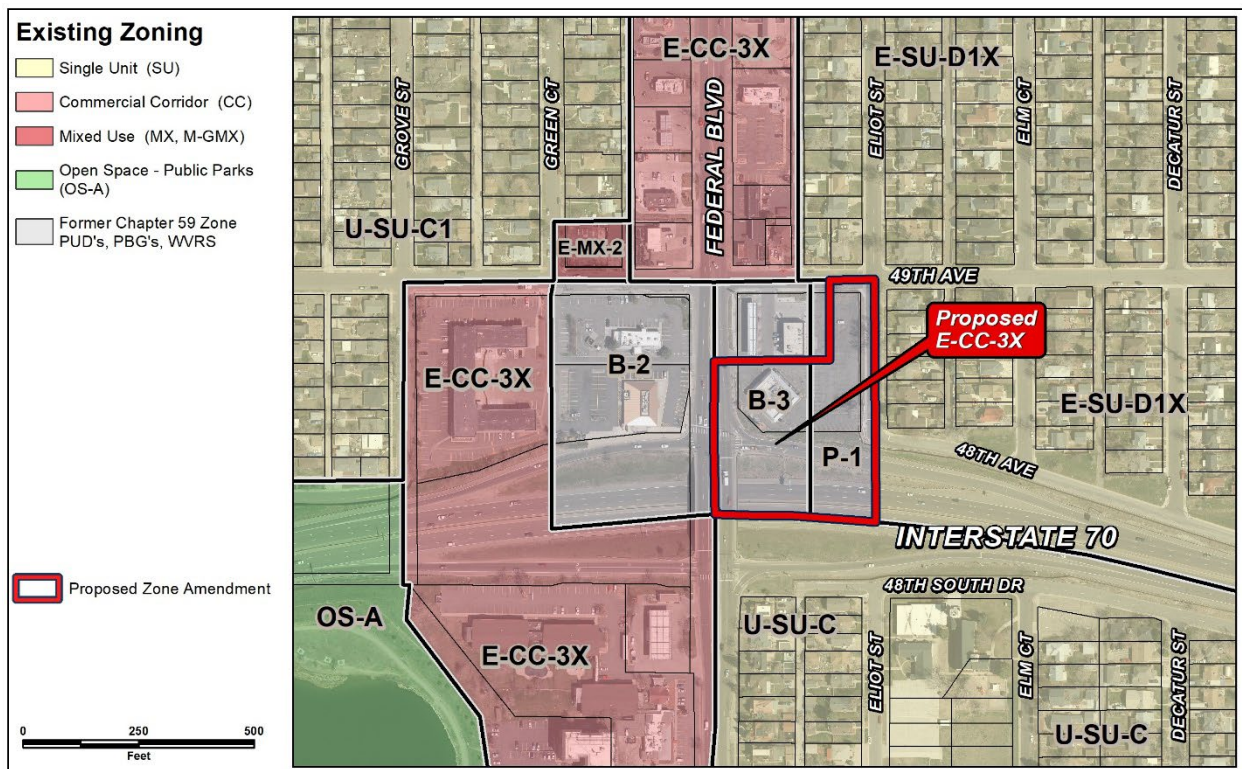 Existing Zoning
Single Unit (SU)
Commercial Corridor (CC)
Mixed Use (MX, M-GMX)
Open Space - Public Parks
(OS-A)
Former Chapter 59 Zone
PUD's, PBG's, WVRS
Proposed Zone Amendment
0 250 500
Feet
E-CC-3X
E-SU-D1X
GROVE ST
GREEN CT
FEDERAL BLVD
ELIOT ST
ELM CT
DECATUR ST
U-SU-C1
E-MX-2
49TH AVE
Proposed
E-CC-3X
E-CC-3X
B-2
B-3
P-1
E-SU-D1X
48TH AVE
INTERSTATE 70
48TH SOUTH DR
OS-A
E-CC-3X
U-SU-C
ELIOT ST
ELM CT
DECATUR ST
U-SU-C